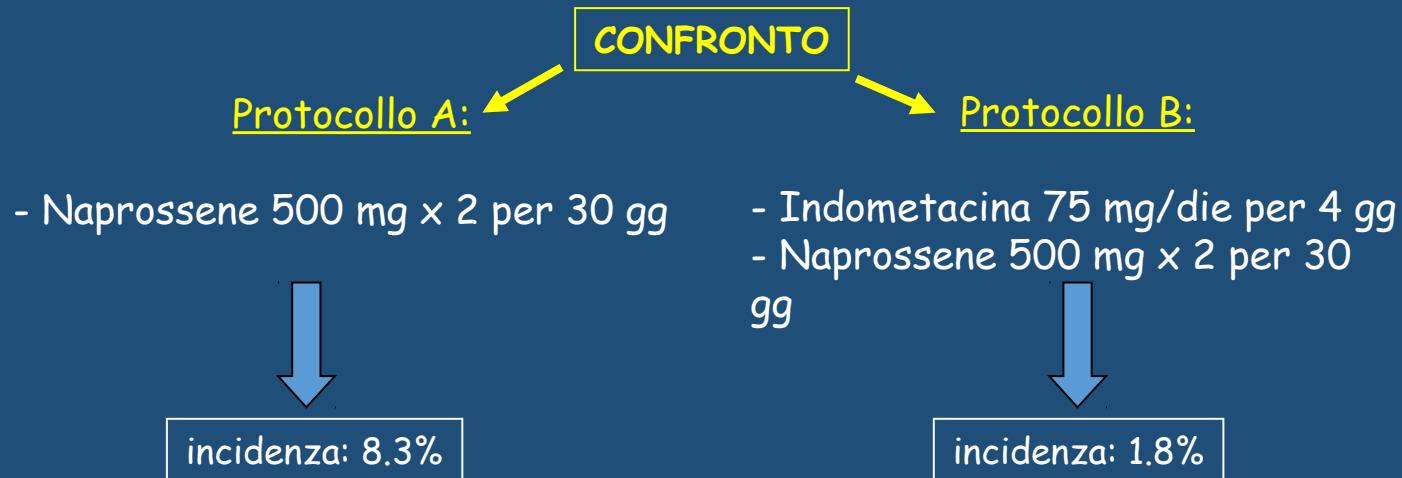 CONFRONTO
Protocollo A:
Protocollo B:
- Naprossene 500 mg x 2 per 30 gg
- Indometacina 75 mg/die per 4 gg
- Naprossene 500 mg x 2 per 30
gg
incidenza: 8.3%
incidenza: 1.8%